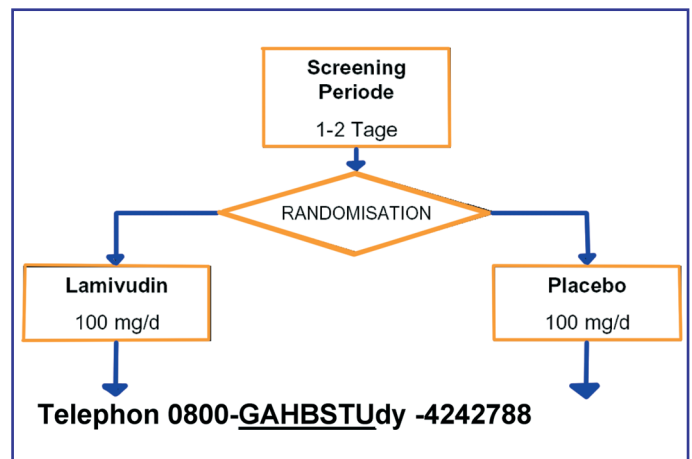 Screening
Periode
1-2 Tage
RANDOMISATION
Lamivudin
100 mg/d
Placebo
100 mg/d
Telephon 0800-GAHBSTUdy -4242788